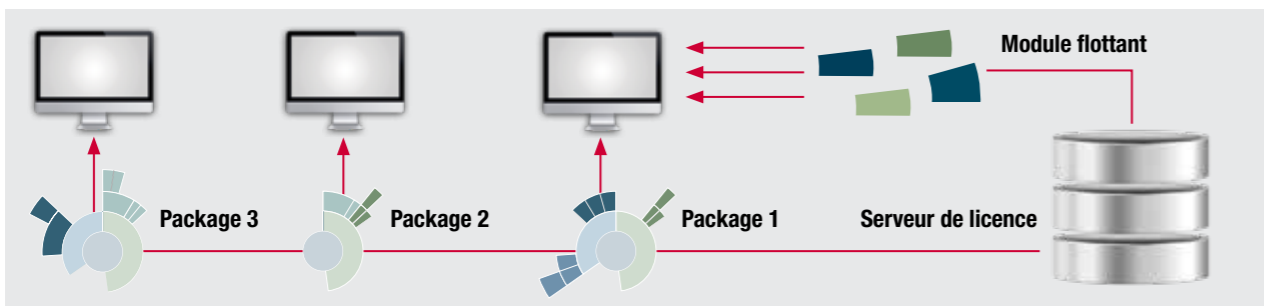 Module flottant
Package 3
Package 2
Package 1
Serveur de licence